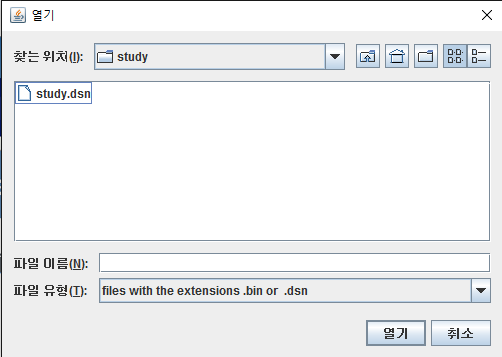 열기
찾는 위치(I): study
study.dsn
파일 이름(N):
파일 유형(T): files with the extensions .bin or .dsn
열기 취소